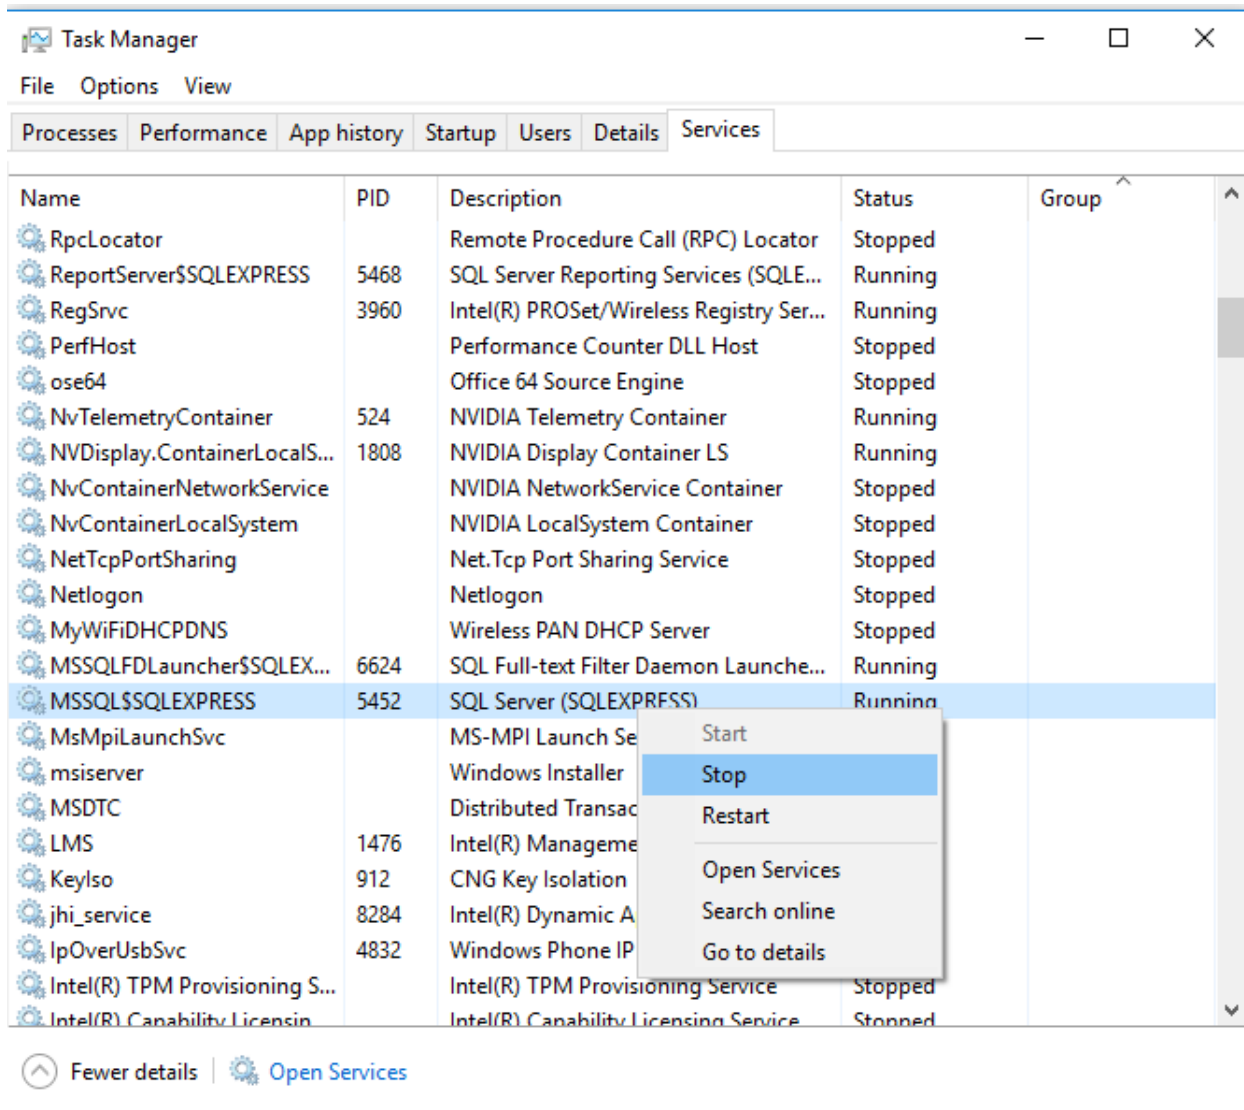 Task Manager
File Options View
Processes Performance App history Startup Users Details Services
Name PID Description Status Group
RpcLocator Remote Procedure Call (RPC) Locator Stopped
ReportServer$SQLEXPRESS 5468 SQL Server Reporting Services (SQLE... Running
RegSrvc 3960 Intel(R) PROSet/Wireless Registry Ser... Running
PerfHost Performance Counter DLL Host Stopped
ose64 Office 64 Source Engine Stopped
NvTelemetryContainer 524 NVIDIA Telemetry Container Running
NVDisplay.ContainerLocalS... 1808 NVIDIA Display Container LS Running
NvContainerNetworkService NVIDIA NetworkService Container Stopped
NvContainerLocalSystem NVIDIA LocalSystem Container Stopped
NetTcpPortSharing Net.Tcp Port Sharing Service Stopped
Netlogon Netlogon Stopped
MyWiFiDHCPDNS Wireless PAN DHCP Server Stopped
MSSQLFDLauncher$SQLEX... 6624 SQL Full-text Filter Daemon Launche... Running
MSSQL$SQLEXPRESS 5452 SQL Server (SQLEXPRESS) Running
MsMpiLaunchSvc MS-MPI Launch Se
msiserver Windows Installer
MSDTC Distributed Transac
LMS 1476 Intel(R) Manageme
KeyIso 912 CNG Key Isolation
jhi_service 8284 Intel(R) Dynamic A
IpOverUsbSvc 4832 Windows Phone IP
Intel(R) TPM Provisioning S... Intel(R) TPM Provisioning Service Stopped
Intel(R) Capability Licensin Intel(R) Capability Licensing Service Stopped
Start
Stop
Restart
Open Services
Search online
Go to details
Fewer details Open Services